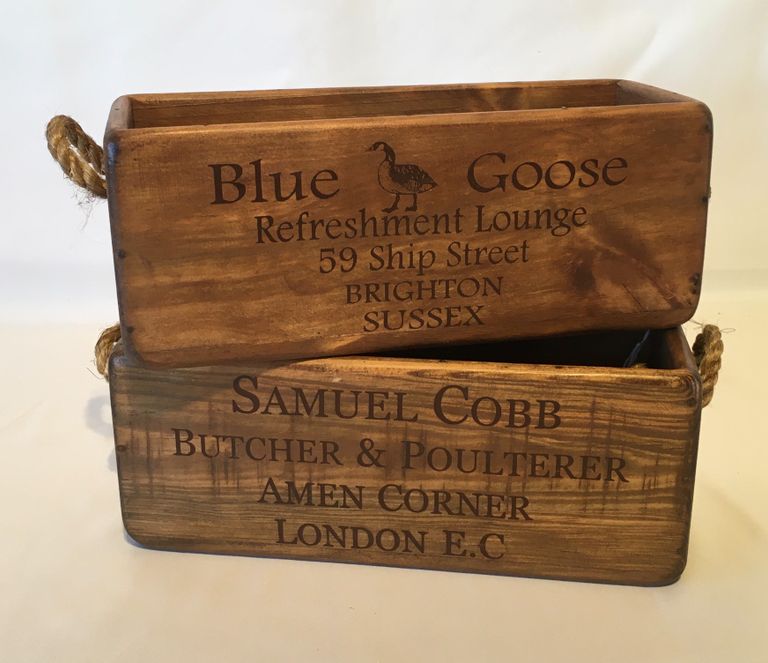 Blue Goose
Refreshment Lounge
59 Ship Street
BRIGHTON
SUSSEX
SAMUEL COBB
BUTCHER & POULTERER
AMEN CORNER
LONDON E.C